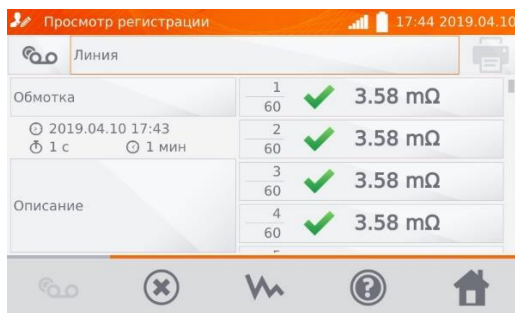 Просмотр регистрации
17:44 2019.04.10
Линия
Обмотка
2019.04.10 17:43
1 с 1 мин
Описание
1
60
3.58 mΩ
2
60
3.58 mΩ
3
60
3.58 mΩ
4
60
3.58 mΩ